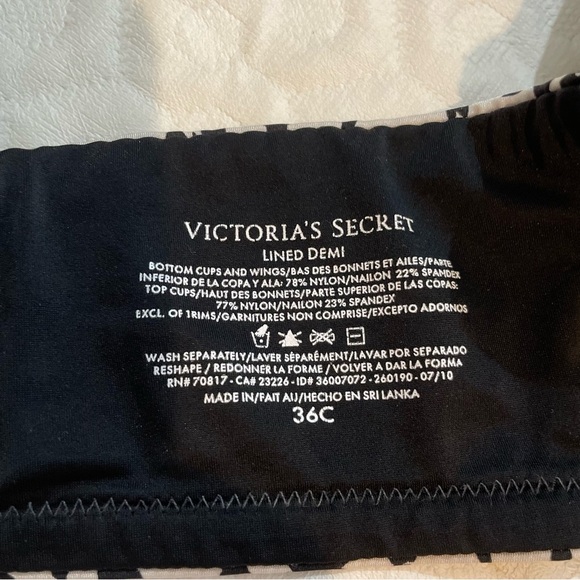 VICTORIA'S SECRET
LINED DEMI
BOTTOM CUPS AND WINGS/BAS DES BONNETS ET AILES/PARTE
INFERIOR DE LA COPA Y ALA: 78% NYLON/NAILON 22% SPANDEX
TOP CUPS/HAUT DES BONNETS/PARTE SUPERIOR DE LAS COPAS:
77% NYLON/NAILON 23% SPANDEX
EXCL. OF TRIMS/GARNITURES NON COMPRISE/EXCEPTO ADORNOS
WASH SEPARATELY/LAVER SÉPARÉMENT/LAVAR POR SEPARADO
RESHAPE / REDONNER LA FORME / VOLVER A DAR LA FORMA
RN# 70817 - CA# 23226 - ID# 36007072 - 260190 - 07/10
MADE IN/FAIT AU/HECHO EN SRI LANKA
36C